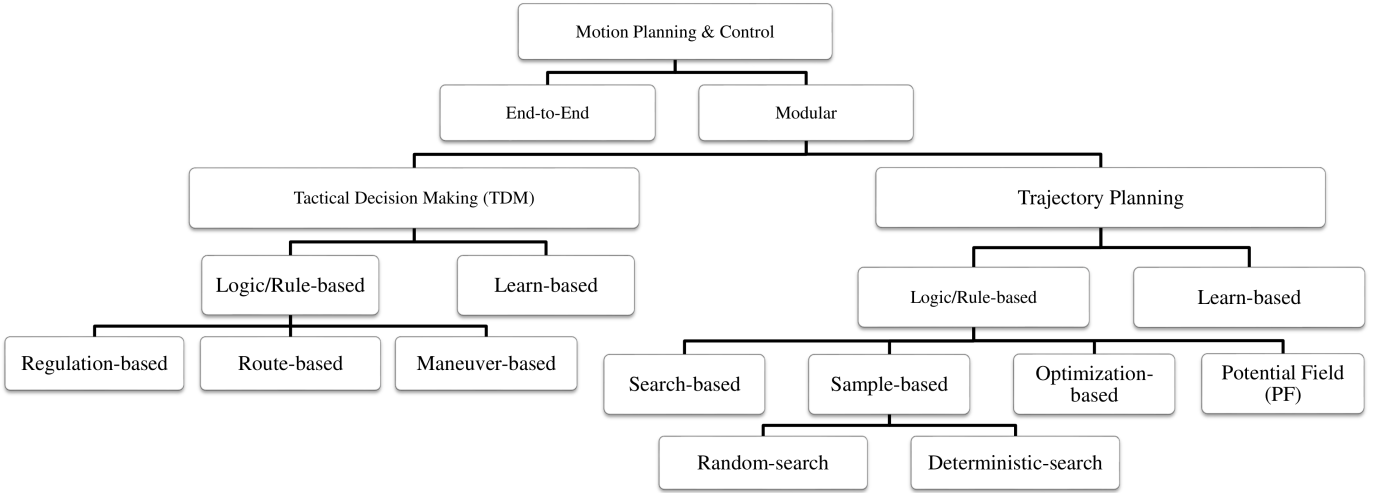 Motion Planning & Control
End-to-End
Modular
Tactical Decision Making (TDM)
Trajectory Planning
Logic/Rule-based
Learn-based
Logic/Rule-based
Learn-based
Regulation-based
Route-based
Maneuver-based
Search-based
Sample-based
Optimization-
based
Potential Field
(PF)
Random-search
Deterministic-search